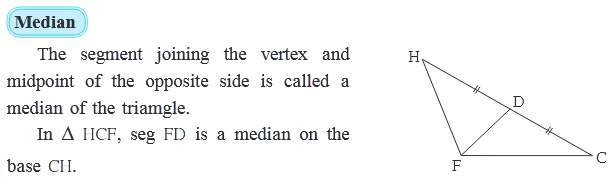 Median
The segment joining the vertex and
midpoint of the opposite side is called a
median of the triamgle.
In Δ HCF, seg FD is a median on the
base CH.
H
D
F
C